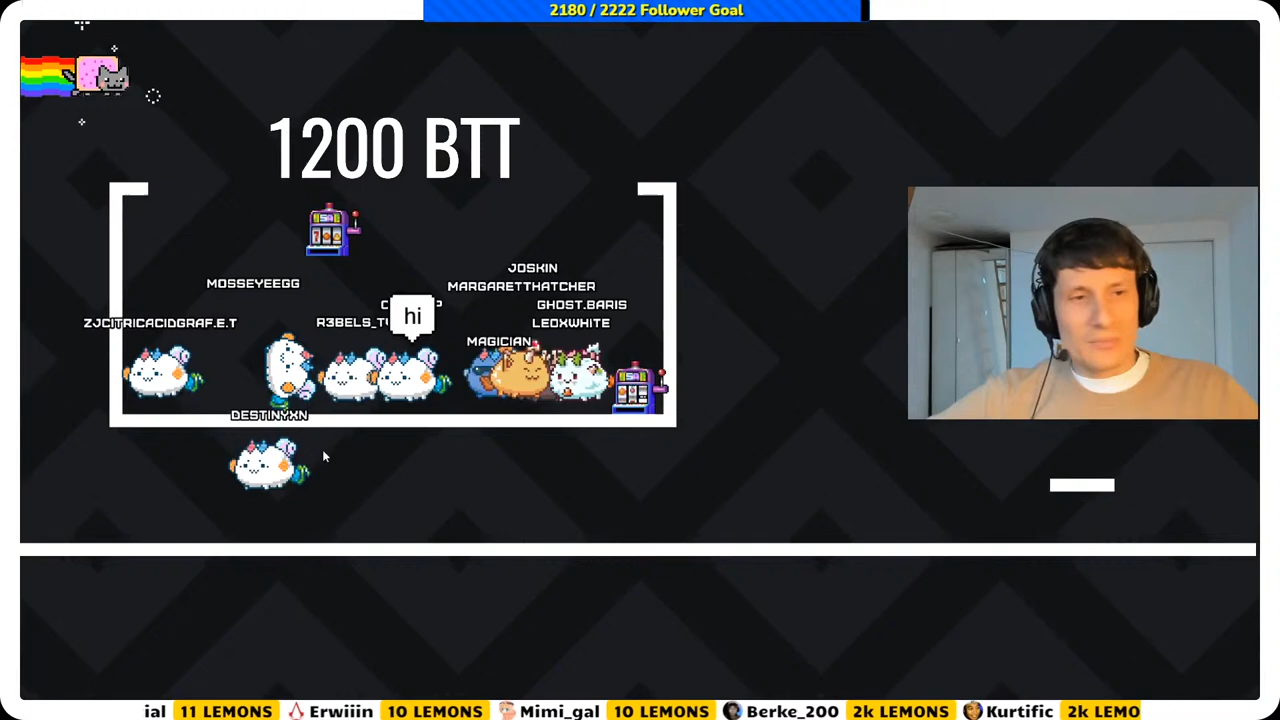 2180 / 2222 Follower Goal
1200 BTT
JOSKIN
MOSSEYEEGG
MARGARETTHATCHER
GHOST.BARIS
hi
ZJCITRICACIDGRAF.E.T
LEOXWHITE
MAGICIAN
DESTINYXN
ial 11 LEMONS Erwiiin 10 LEMONS Mimi_gal 10 LEMONS Berke_200 2k LEMONS Kurtific 2k LEMO